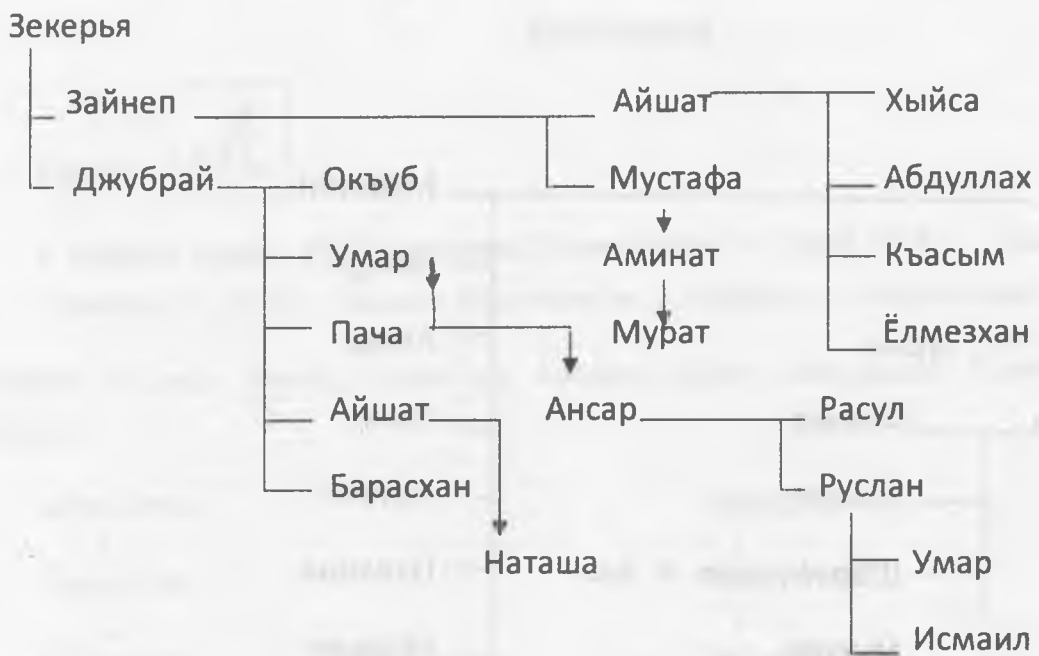 Зекерья
Зайнеп Айшат Хыйса
Джубрай Окъуб Мустафа Абдуллах
Умар Аминат Къасым
Пача Мурат Ёлмезхан
Айшат Ансар Расул
Барасхан Руслан
Наташа Умар
Исмаил